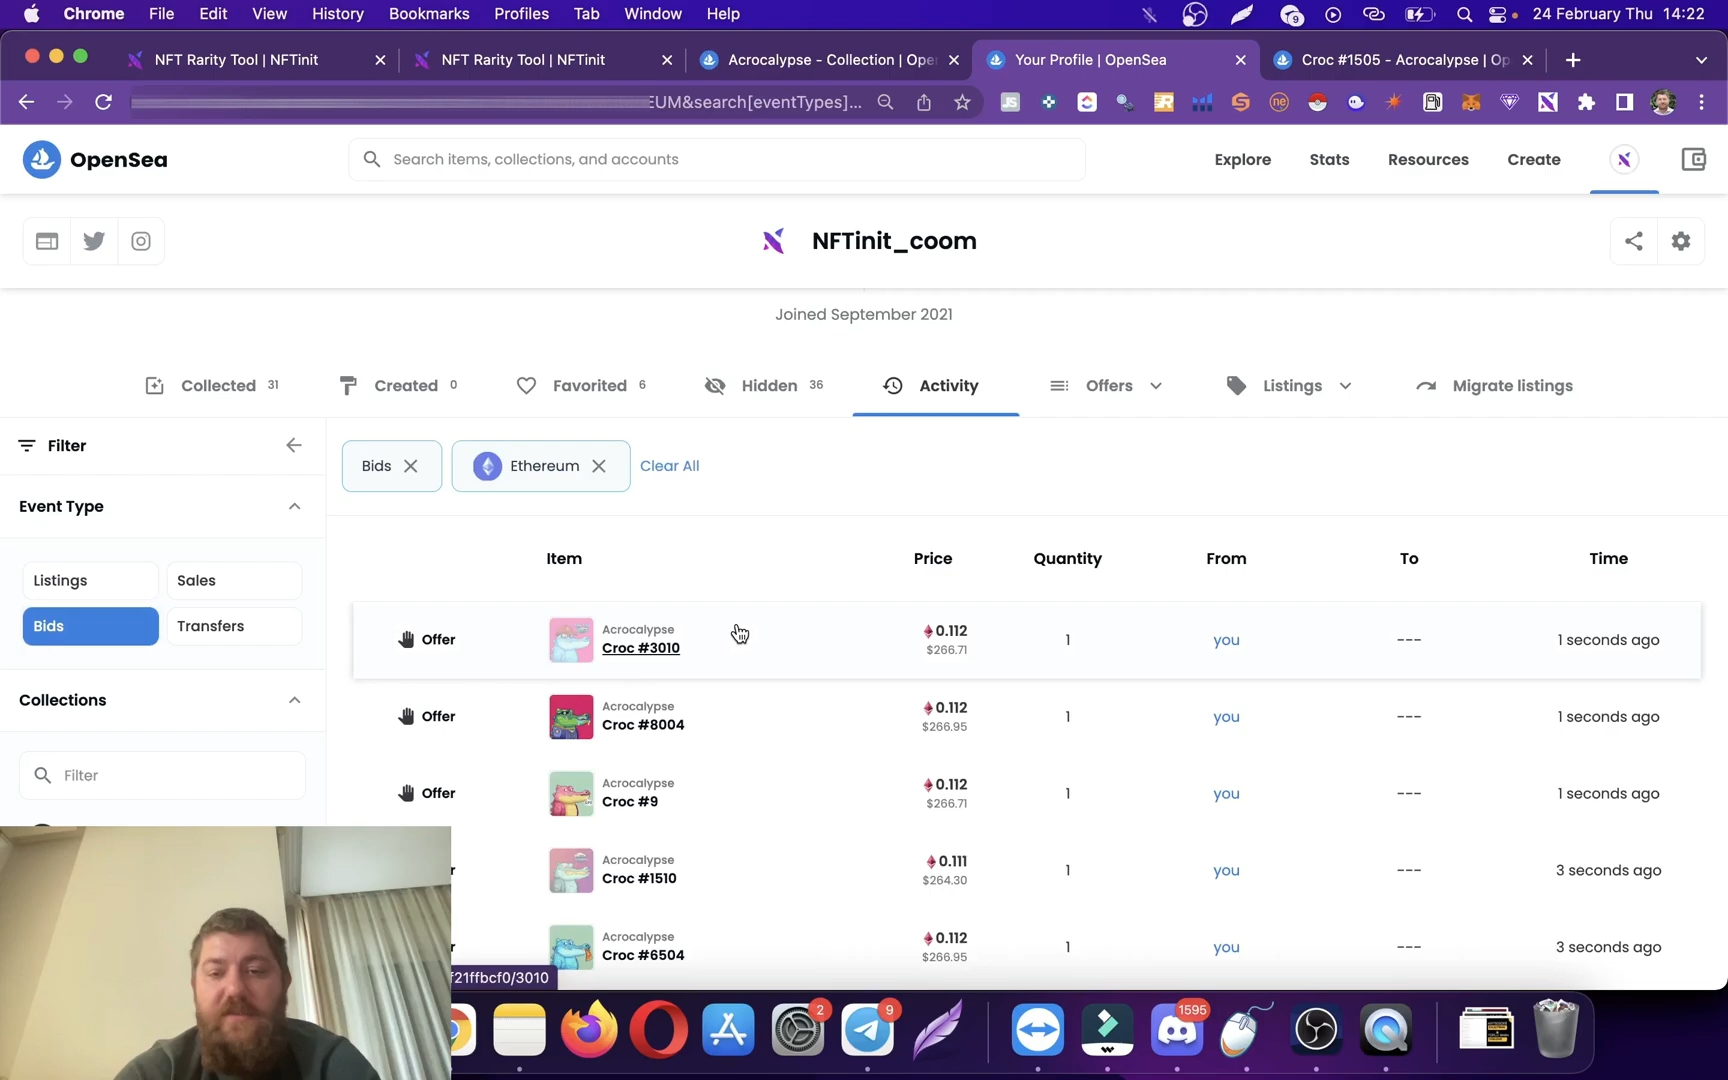 Chrome File Edit View History Bookmarks Profiles Tab Window Help 9 24 February Thu 14:22
NFT Rarity Tool | NFTinit NFT Rarity Tool | NFTinit Acrocalypse - Collection | Ope Your Profile | OpenSea Croc #1505 - Acrocalypse | Op
EUM&search[eventTypes]... JS ne
OpenSea Search items, collections, and accounts Explore Stats Resources Create
NFTinit_coom
Joined September 2021
Collected 31 Created 0 Favorited 6 Hidden 36 Activity Offers Listings Migrate listings
Filter
Bids Ethereum Clear All
Event Type
Listings Sales
Bids Transfers
Collections
Filter
Item Price Quantity From To Time
Offer Acrocalypse Croc #3010 0.112 $266.71 1 you --- 1 seconds ago
Offer Acrocalypse Croc #8004 0.112 $266.95 1 you --- 1 seconds ago
Offer Acrocalypse Croc #9 0.112 $266.71 1 you --- 1 seconds ago
r Acrocalypse Croc #1510 0.111 $264.30 1 you --- 3 seconds ago
r Acrocalypse Croc #6504 0.112 $266.95 1 you --- 3 seconds ago
f21ffbcf0/3010
2 9 1595